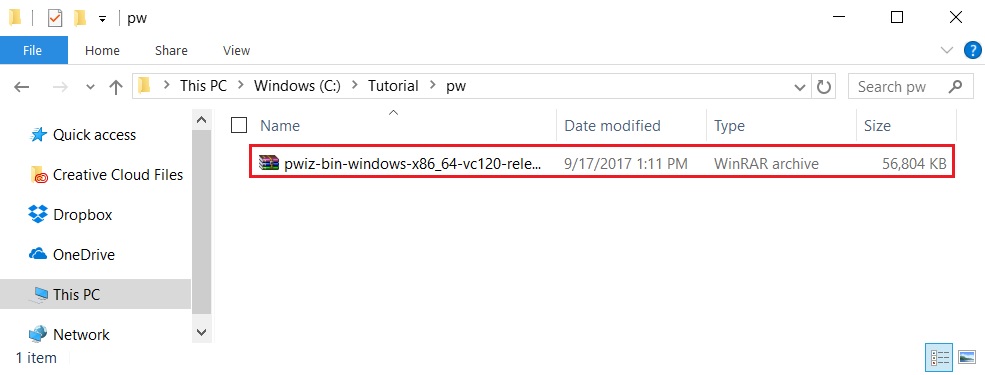 pw
File Home Share View
This PC Windows (C:) Tutorial pw Search pw
Name Date modified Type Size
pwiz-bin-windows-x86_64-vc120-rele... 9/17/2017 1:11 PM WinRAR archive 56,804 KB
Quick access
Creative Cloud Files
Dropbox
OneDrive
This PC
Network
1 item